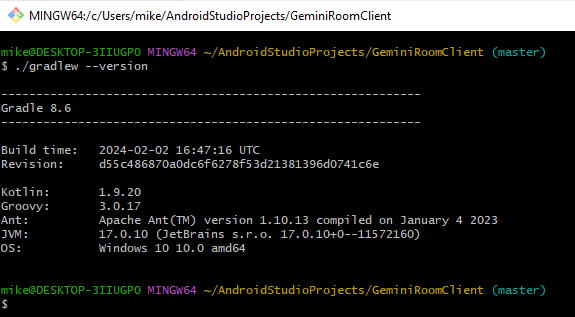 MINGW64:/c/Users/mike/AndroidStudioProjects/GeminiRoomClient
mike@DESKTOP-3IIUGPO MINGW64 ~/AndroidStudioProjects/GeminiRoomClient (master)
$ ./gradlew --version
------------------------------------------------------------
Gradle 8.6
------------------------------------------------------------
Build time:   2024-02-02 16:47:16 UTC
Revision:     d55c486870a0dc6f6278f53d21381396d0741c6e
Kotlin:       1.9.20
Groovy:       3.0.17
Ant:          Apache Ant(TM) version 1.10.13 compiled on January 4 2023
JVM:          17.0.10 (JetBrains s.r.o. 17.0.10+0--11572160)
OS:           Windows 10 10.0 amd64
mike@DESKTOP-3IIUGPO MINGW64 ~/AndroidStudioProjects/GeminiRoomClient (master)
$